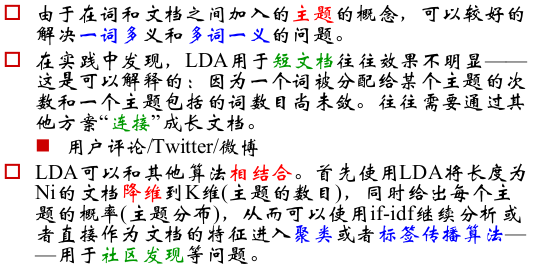 由于在词和文档之间加入的主题的概念，可以较好的
解决一词多义和多词一义的问题。
在实践中发现，LDA用于短文档往往效果不明显——
这是可以解释的：因为一个词被分配给某个主题的次
数和一个主题包括的词数目尚未敛。往往需要通过其
他方案“连接”成长文档。
用户评论/Twitter/微博
LDA可以和其他算法相结合。首先使用LDA将长度为
Ni的文档降维到K维(主题的数目)，同时给出每个主
题的概率(主题分布)，从而可以使用if-idf继续分析或
者直接作为文档的特征进入聚类或者标签传播算法—
—用于社区发现等问题。